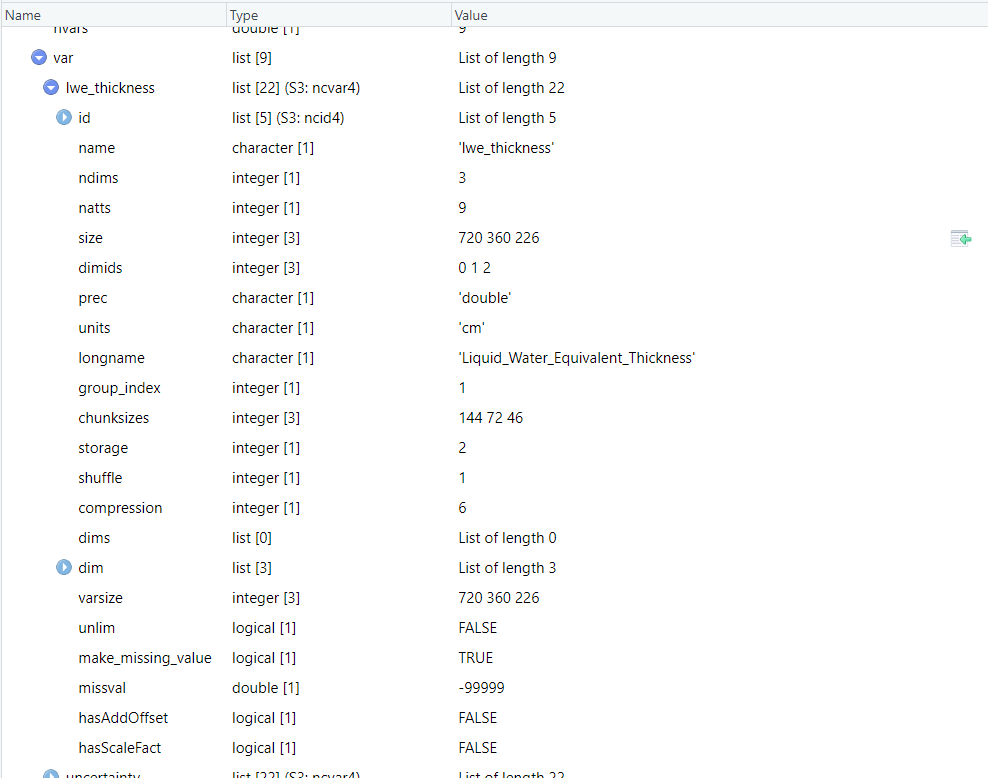 Name Type Value
nvars double [1] 9
var list [9] List of length 9
lwe_thickness list [22] (S3: ncvar4) List of length 22
id list [5] (S3: ncid4) List of length 5
name character [1] 'lwe_thickness'
ndims integer [1] 3
natts integer [1] 9
size integer [3] 720 360 226
dimids integer [3] 0 1 2
prec character [1] 'double'
units character [1] 'cm'
longname character [1] 'Liquid_Water_Equivalent_Thickness'
group_index integer [1] 1
chunksizes integer [3] 144 72 46
storage integer [1] 2
shuffle integer [1] 1
compression integer [1] 6
dims list [0] List of length 0
dim list [3] List of length 3
varsize integer [3] 720 360 226
unlim logical [1] FALSE
make_missing_value logical [1] TRUE
missval double [1] -99999
hasAddOffset logical [1] FALSE
hasScaleFact logical [1] FALSE
uncertainty list [22] (S3: ncvar4) List of length 22